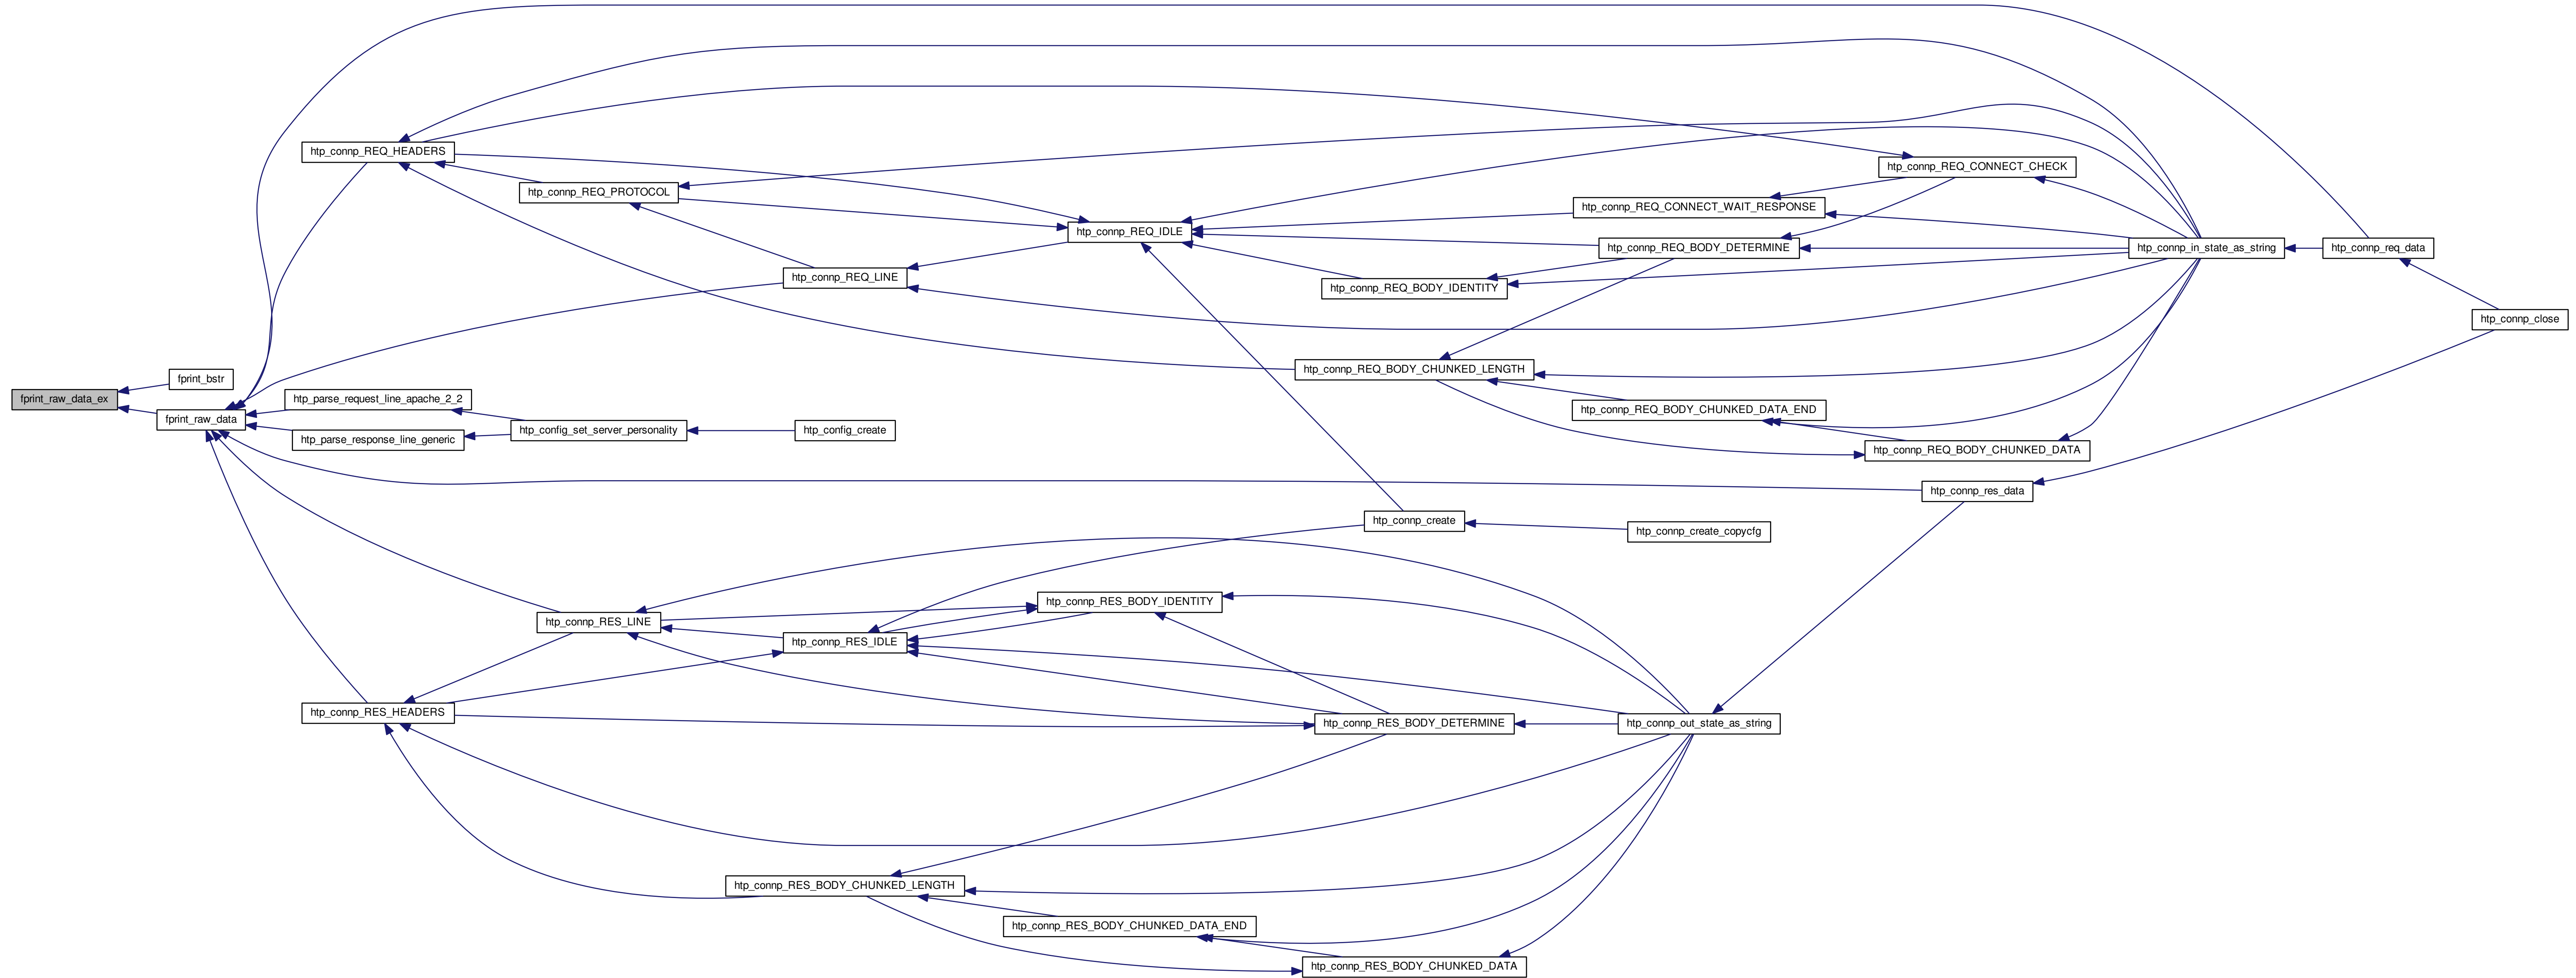 htp_connp_REQ_HEADERS
htp_connp_REQ_CONNECT_CHECK
htp_connp_REQ_PROTOCOL
htp_connp_REQ_CONNECT_WAIT_RESPONSE
htp_connp_REQ_IDLE
htp_connp_REQ_BODY_DETERMINE
htp_connp_in_state_as_string
htp_connp_req_data
htp_connp_REQ_LINE
htp_connp_REQ_BODY_IDENTITY
htp_connp_close
htp_connp_REQ_BODY_CHUNKED_LENGTH
fprint_bstr
fprint_raw_data_ex
htp_parse_request_line_apache_2_2
htp_connp_REQ_BODY_CHUNKED_DATA_END
fprint_raw_data
htp_config_set_server_personality
htp_config_create
htp_parse_response_line_generic
htp_connp_REQ_BODY_CHUNKED_DATA
htp_connp_res_data
htp_connp_create
htp_connp_create_copycfg
htp_connp_RES_BODY_IDENTITY
htp_connp_RES_LINE
htp_connp_RES_IDLE
htp_connp_RES_HEADERS
htp_connp_RES_BODY_DETERMINE
htp_connp_out_state_as_string
htp_connp_RES_BODY_CHUNKED_LENGTH
htp_connp_RES_BODY_CHUNKED_DATA_END
htp_connp_RES_BODY_CHUNKED_DATA